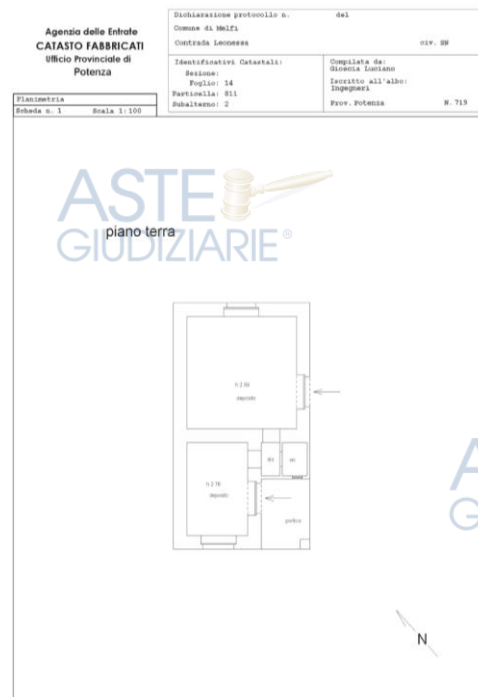 Agenzia delle Entrate
CATASTO FABBRICATI
Ufficio Provinciale di
Potenza
Dichiarazione protocollo n. del
Comune di Melfi
Contrada Leonessa civ. SN
Identificativi Catastali:
Sezione:
Foglio: 14
Particella: 811
Subalterno: 2
Compilata da:
Gioscia Luciano
Iscritto all'albo:
Ingegneri
Prov. Potenza N. 719
Planimetria
Scheda n. 1 Scala 1:100
ASTE
GIUDIZIARIE®
piano terra
deposito
dis
wc
deposito
portico
A
G
N